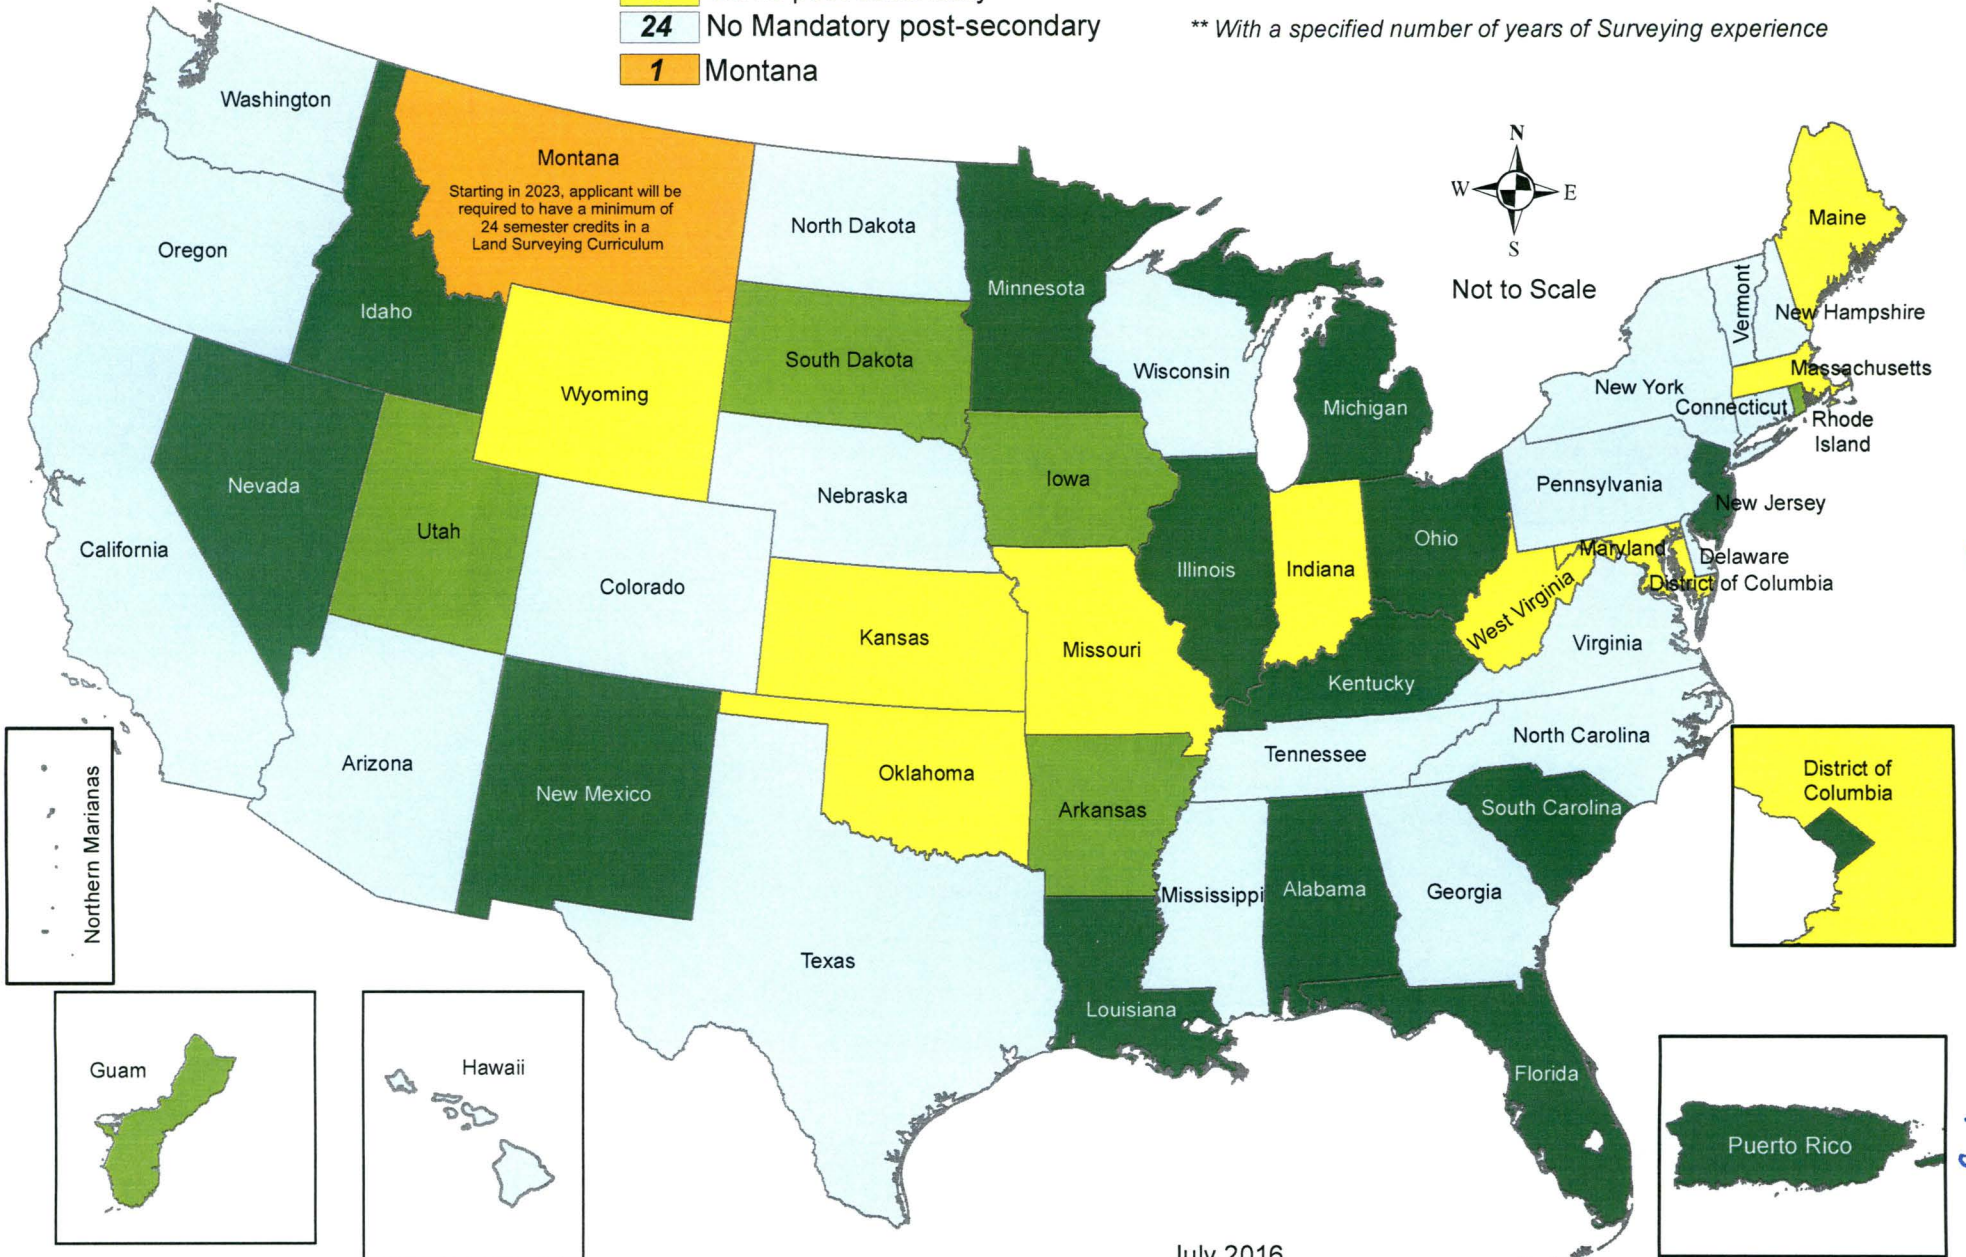 24 No Mandatory post-secondary
** With a specified number of years of Surveying experience
1 Montana
Washington
Montana
Starting in 2023, applicant will be
required to have a minimum of
24 semester credits in a
Land Surveying Curriculum
North Dakota
Minnesota
Oregon
Idaho
N
W E
S
Not to Scale
Maine
Vermont
New Hampshire
Massachusetts
New York
Connecticut
Rhode
Island
South Dakota
Wisconsin
Michigan
Wyoming
Nevada
Utah
California
Nebraska
Iowa
Pennsylvania
New Jersey
Ohio
Indiana
Illinois
Maryland
Delaware
District of Columbia
West Virginia
Virginia
Colorado
Kansas
Missouri
Kentucky
North Carolina
Tennessee
Arizona
New Mexico
Oklahoma
Arkansas
South Carolina
District of
Columbia
Northern Marianas
Mississippi
Alabama
Georgia
Texas
Louisiana
Florida
Guam
Hawaii
Puerto Rico
July 2016